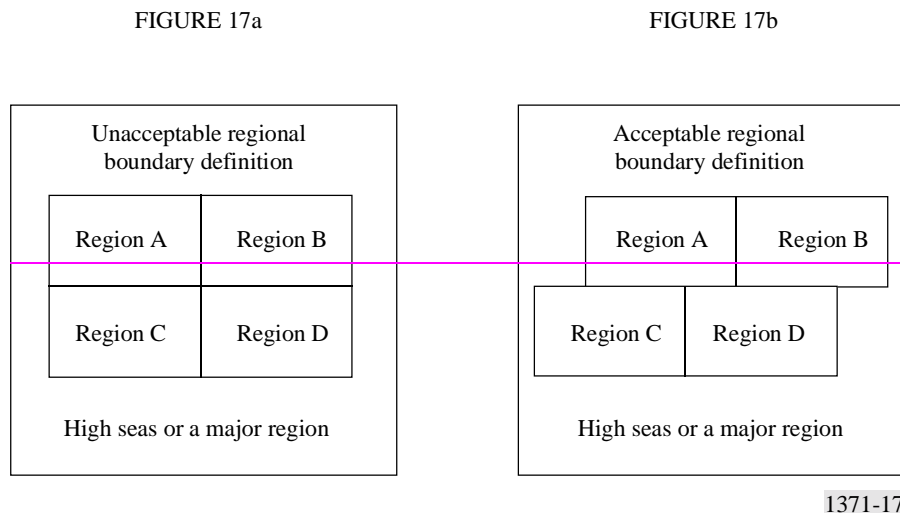 FIGURE 17a
FIGURE 17b
Unacceptable regional
boundary definition
Region A
Region B
Region C
Region D
High seas or a major region
Acceptable regional
boundary definition
Region A
Region B
Region C
Region D
High seas or a major region
1371-17